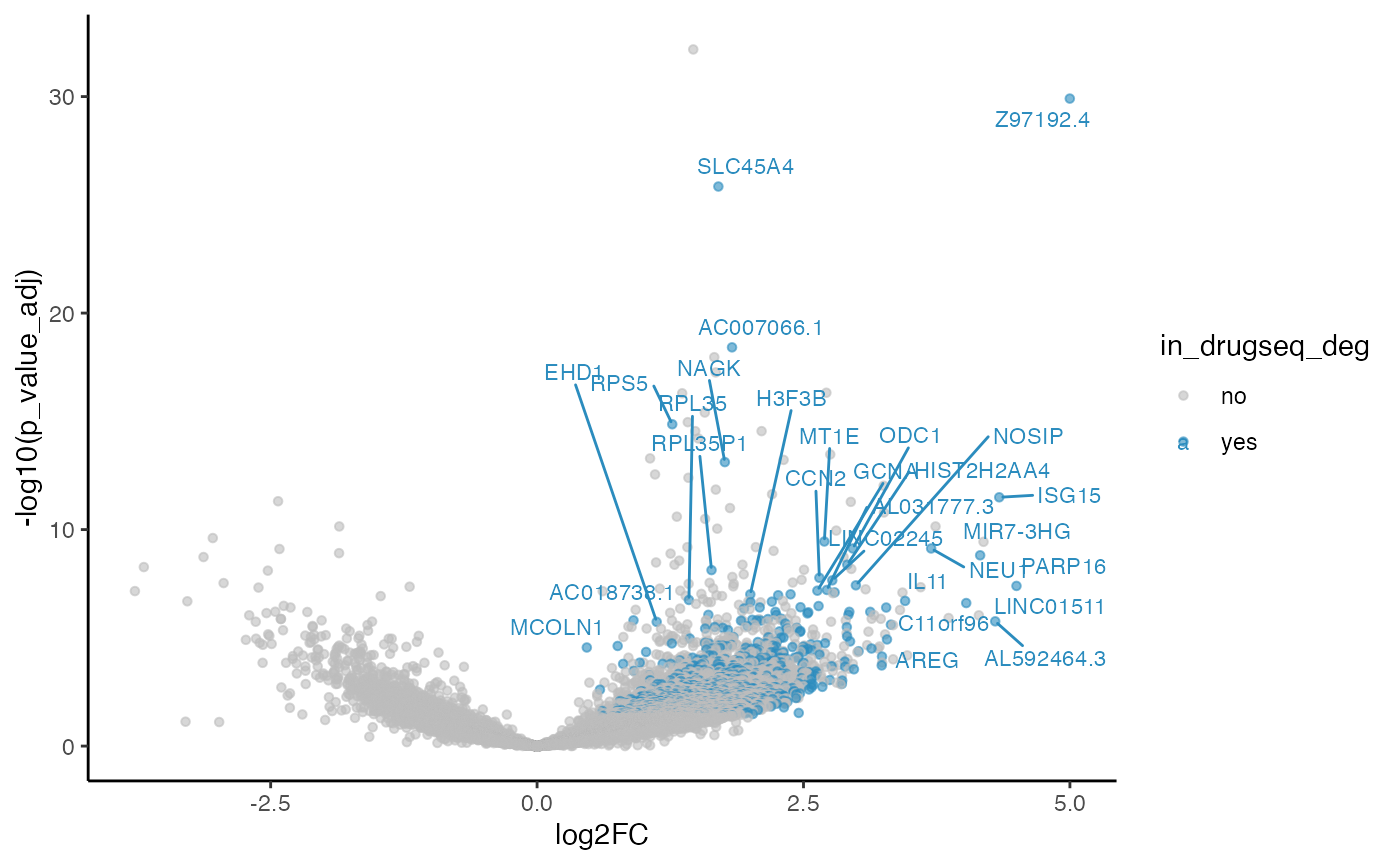 30
20
10
0
-log10(p_value_adj)
Z97192.4
SLC45A4
AC007066.1
EHD1
RPS5
NAGK
RPL35
H3F3B
RPL35P1
MT1E
ODC1
NOSIP
CCN2
GCNA
HIST2H2AA4
ISG15
AL031777.3
LINC02245
MIR7-3HG
NEU1
PARP16
AC018738.1
IL11
LINC01511
MCOLN1
C11orf96
AREG
AL592464.3
-2.5
0.0
2.5
5.0
log2FC
in_drugseq_deg
no
a yes